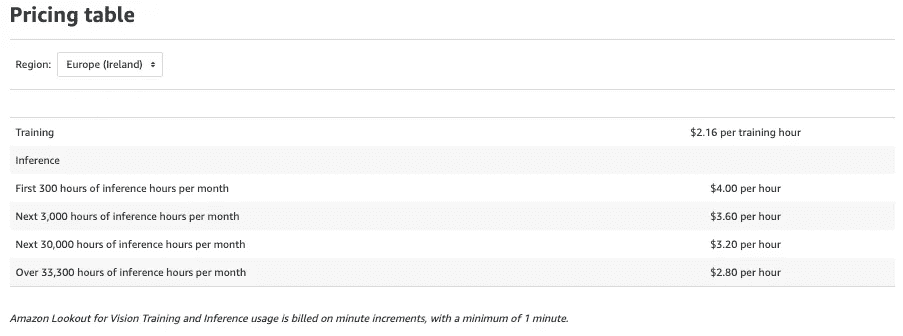 Pricing table
Region: Europe (Ireland)
Training $2.16 per training hour
Inference
First 300 hours of inference hours per month $4.00 per hour
Next 3,000 hours of inference hours per month $3.60 per hour
Next 30,000 hours of inference hours per month $3.20 per hour
Over 33,300 hours of inference hours per month $2.80 per hour
Amazon Lookout for Vision Training and Inference usage is billed on minute increments, with a minimum of 1 minute.